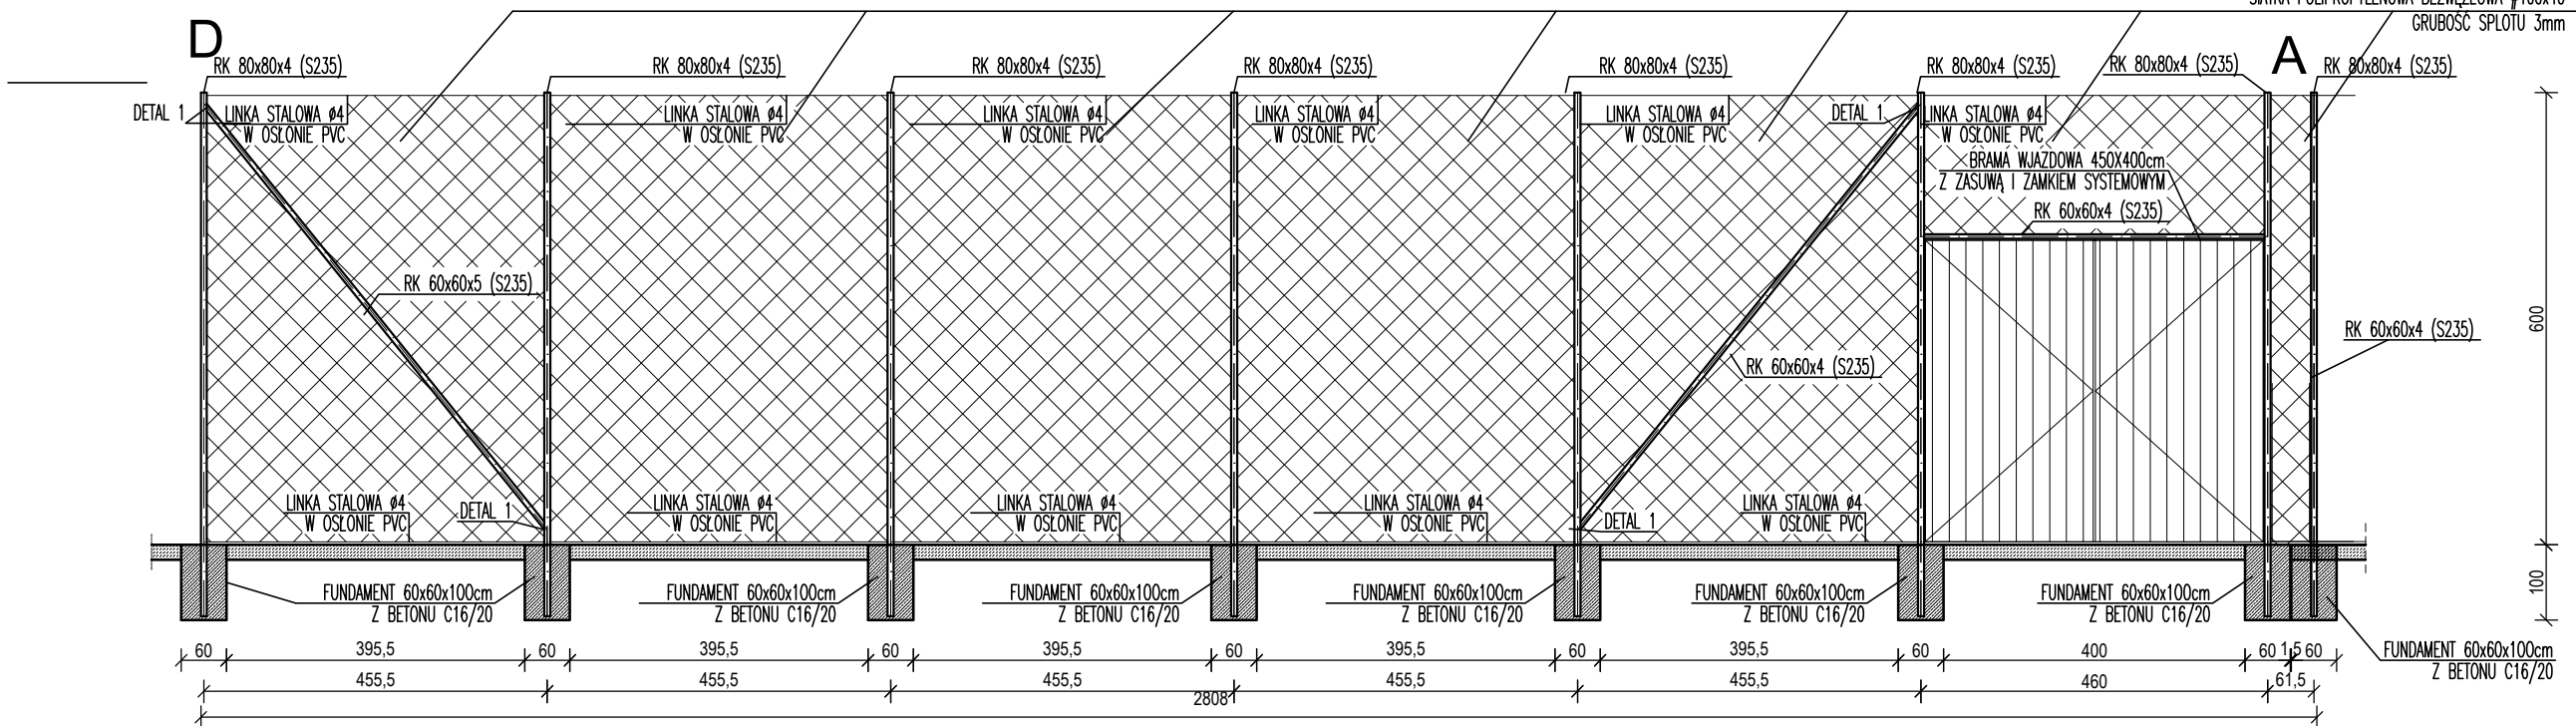 GRUBOŚĆ SPLOTU 3mm
D
A
RK 80x80x4 (S235)
RK 80x80x4 (S235)
RK 80x80x4 (S235)
RK 80x80x4 (S235)
RK 80x80x4 (S235)
RK 80x80x4 (S235)
RK 80x80x4 (S235)
RK 80x80x4 (S235)
DETAL 1
LINKA STALOWA ø4
W OSŁONIE PVC
LINKA STALOWA ø4
W OSŁONIE PVC
LINKA STALOWA ø4
W OSŁONIE PVC
LINKA STALOWA ø4
W OSŁONIE PVC
LINKA STALOWA ø4
W OSŁONIE PVC
DETAL 1
LINKA STALOWA ø4
W OSŁONIE PVC
BRAMA WJAZDOWA 450X400cm
Z ZASUWĄ I ZAMKIEM SYSTEMOWYM
RK 60x60x4 (S235)
RK 60x60x5 (S235)
RK 60x60x4 (S235)
RK 60x60x4 (S235)
600
LINKA STALOWA ø4
W OSŁONIE PVC
DETAL 1
LINKA STALOWA ø4
W OSŁONIE PVC
LINKA STALOWA ø4
W OSŁONIE PVC
LINKA STALOWA ø4
W OSŁONIE PVC
DETAL 1
LINKA STALOWA ø4
W OSŁONIE PVC
100
FUNDAMENT 60x60x100cm
Z BETONU C16/20
FUNDAMENT 60x60x100cm
Z BETONU C16/20
FUNDAMENT 60x60x100cm
Z BETONU C16/20
FUNDAMENT 60x60x100cm
Z BETONU C16/20
FUNDAMENT 60x60x100cm
Z BETONU C16/20
FUNDAMENT 60x60x100cm
Z BETONU C16/20
FUNDAMENT 60x60x100cm
Z BETONU C16/20
60 395,5 60 395,5 60 395,5 60 395,5 60 395,5 60 400 60 1,5 60
455,5 455,5 455,5 455,5 455,5 460 61,5
2808